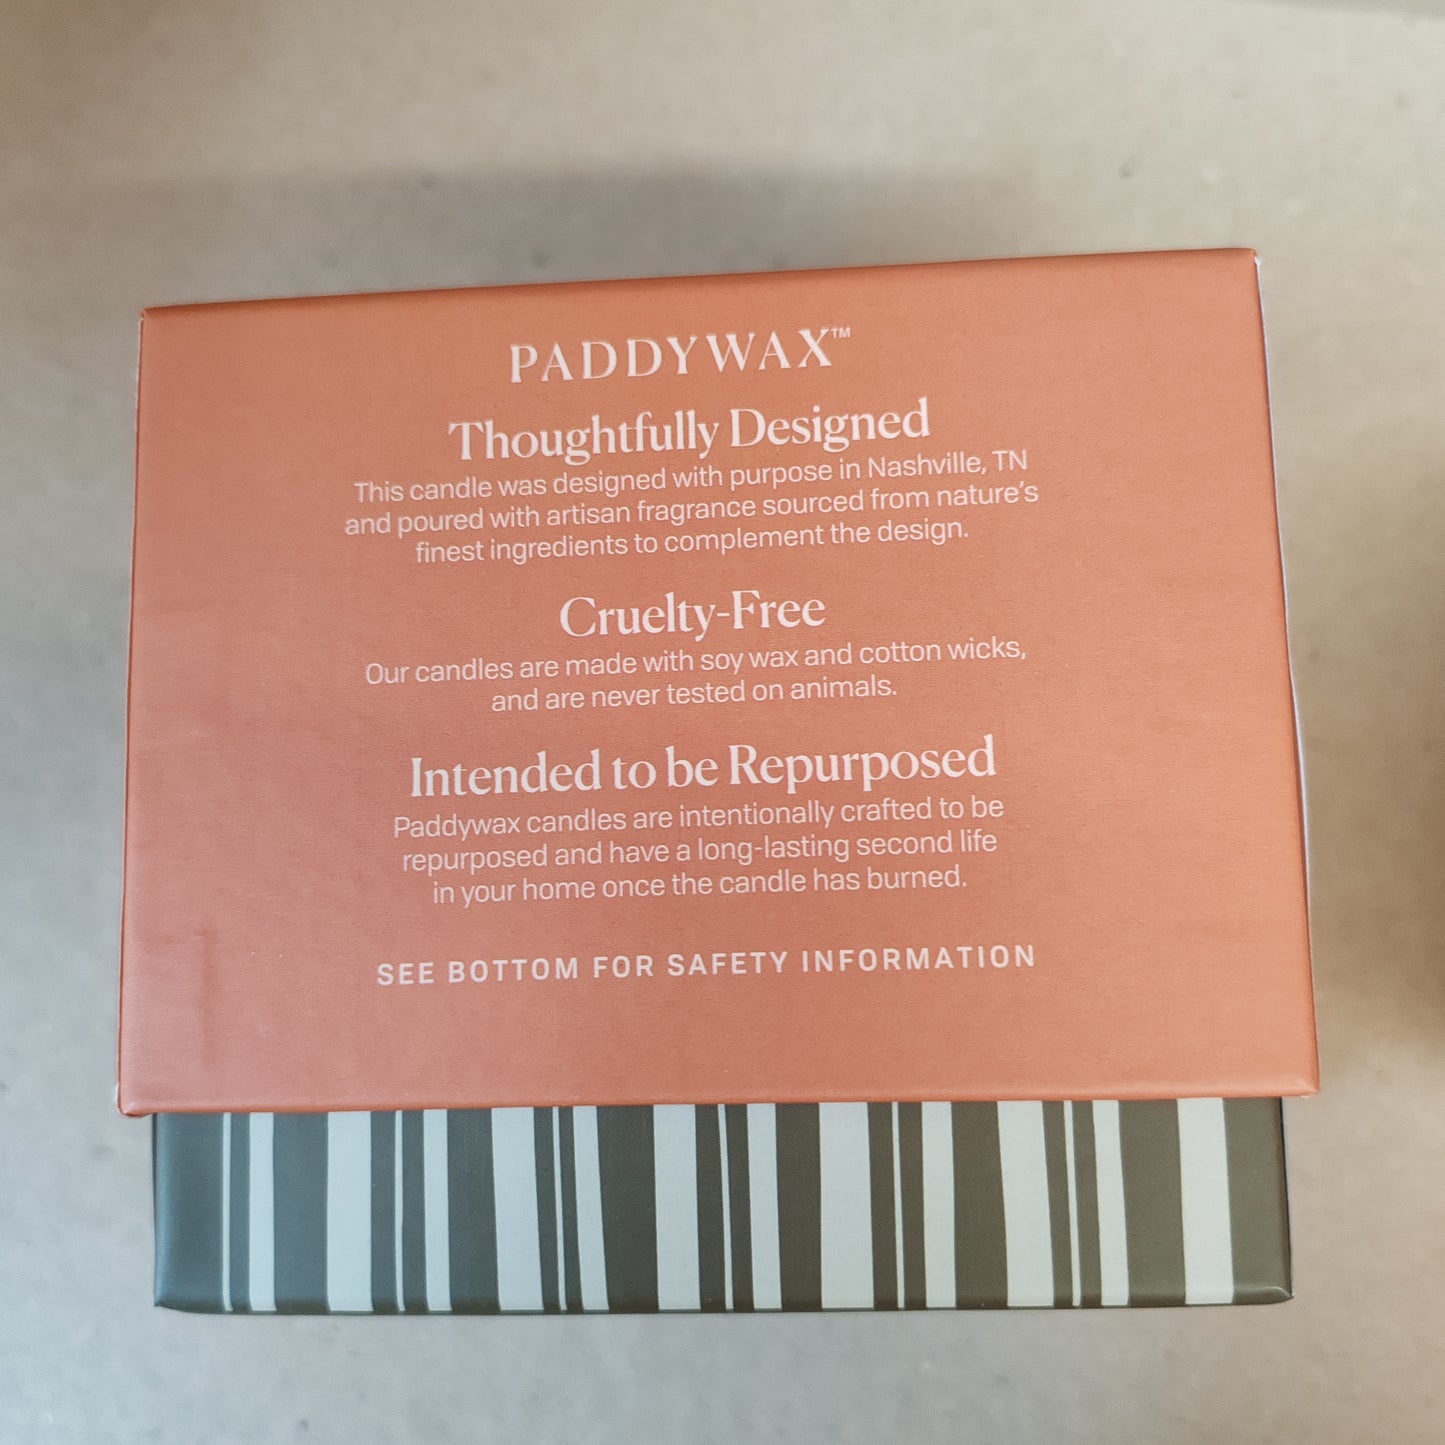 PADDYWAX™
Thoughtfully Designed
This candle was designed with purpose in Nashville, TN
and poured with artisan fragrance sourced from nature's
finest ingredients to complement the design.
Cruelty-Free
Our candles are made with soy wax and cotton wicks,
and are never tested on animals.
Intended to be Repurposed
Paddywax candles are intentionally crafted to be
repurposed and have a long-lasting second life
in your home once the candle has burned.
SEE BOTTOM FOR SAFETY INFORMATION